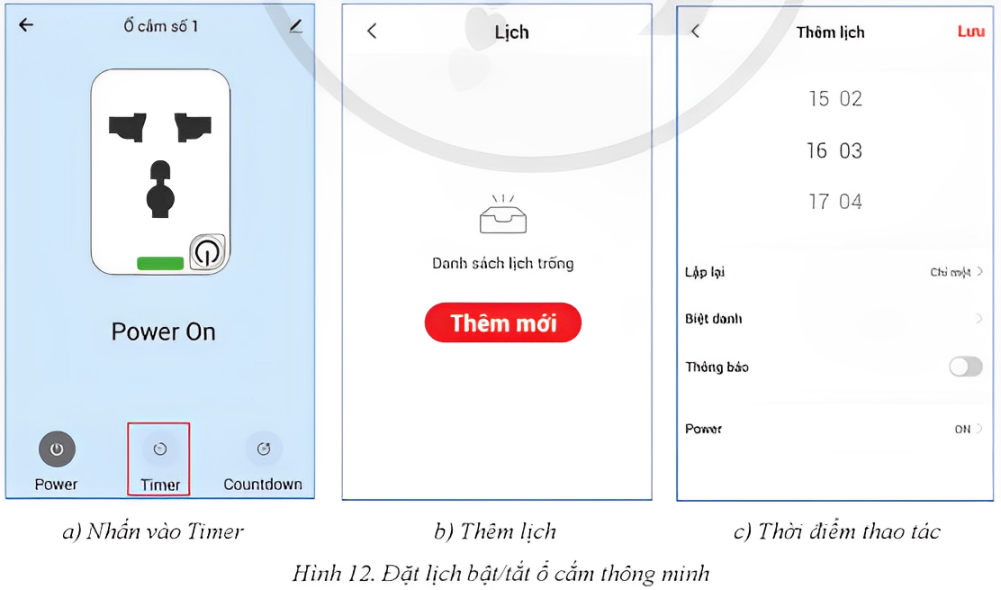 Ổ cắm số 1
Power On
Power
Timer
Countdown
Lịch
Danh sách lịch trống
Thêm mới
Thêm lịch
Lưu
15 02
16 03
17 04
Lặp lại
Chỉ một
Biệt danh
Thông báo
Power
ON
a) Nhấn vào Timer
b) Thêm lịch
c) Thời điểm thao tác
Hình 12. Đặt lịch bật/tắt ổ cắm thông minh